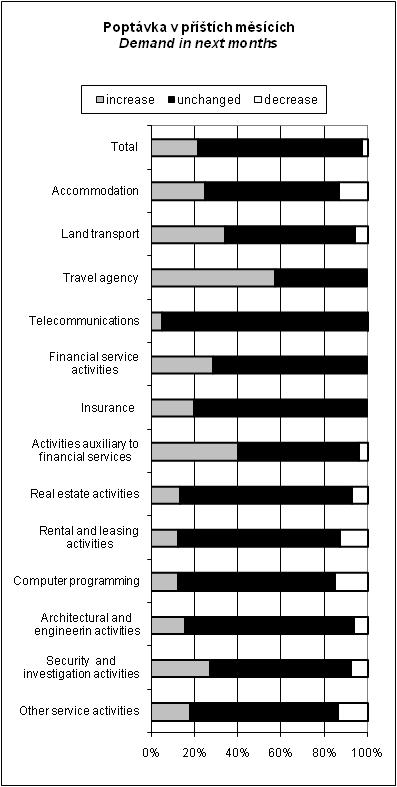 Poptávka v příštích měsících
Demand in next months
increase unchanged decrease
Total
Accommodation
Land transport
Travel agency
Telecommunications
Financial service
activities
Insurance
Activities auxiliary to
financial services
Real estate activities
Rental and leasing
activities
Computer programming
Architectural and
engineerin activities
Security and
investigation activities
Other service activities
0% 20% 40% 60% 80% 100%